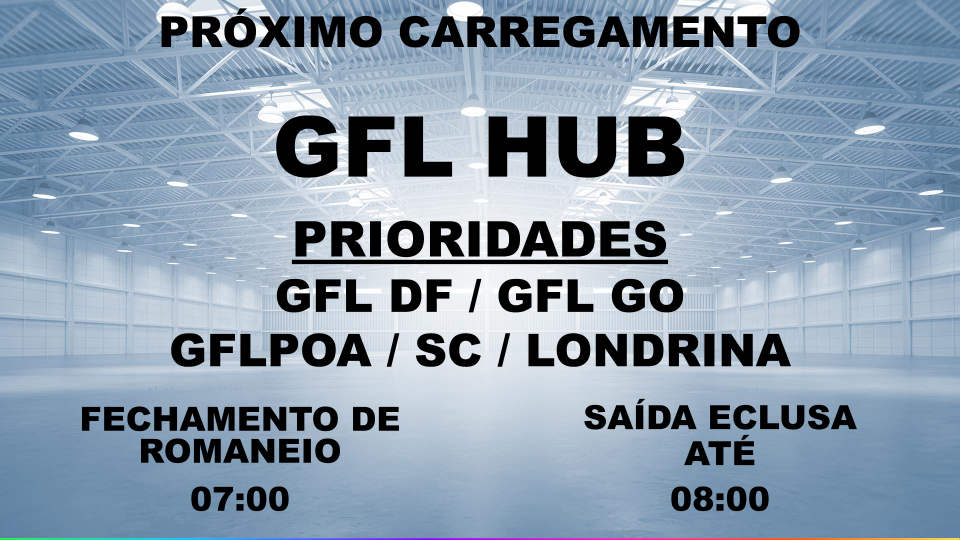 PRÓXIMO CARREGAMENTO
GFL HUB
PRIORIDADES
GFL DF / GFL GO
GFLPOA / SC / LONDRINA
FECHAMENTO DE
ROMANEIO
07:00
SAÍDA ECLUSA
ATÉ
08:00